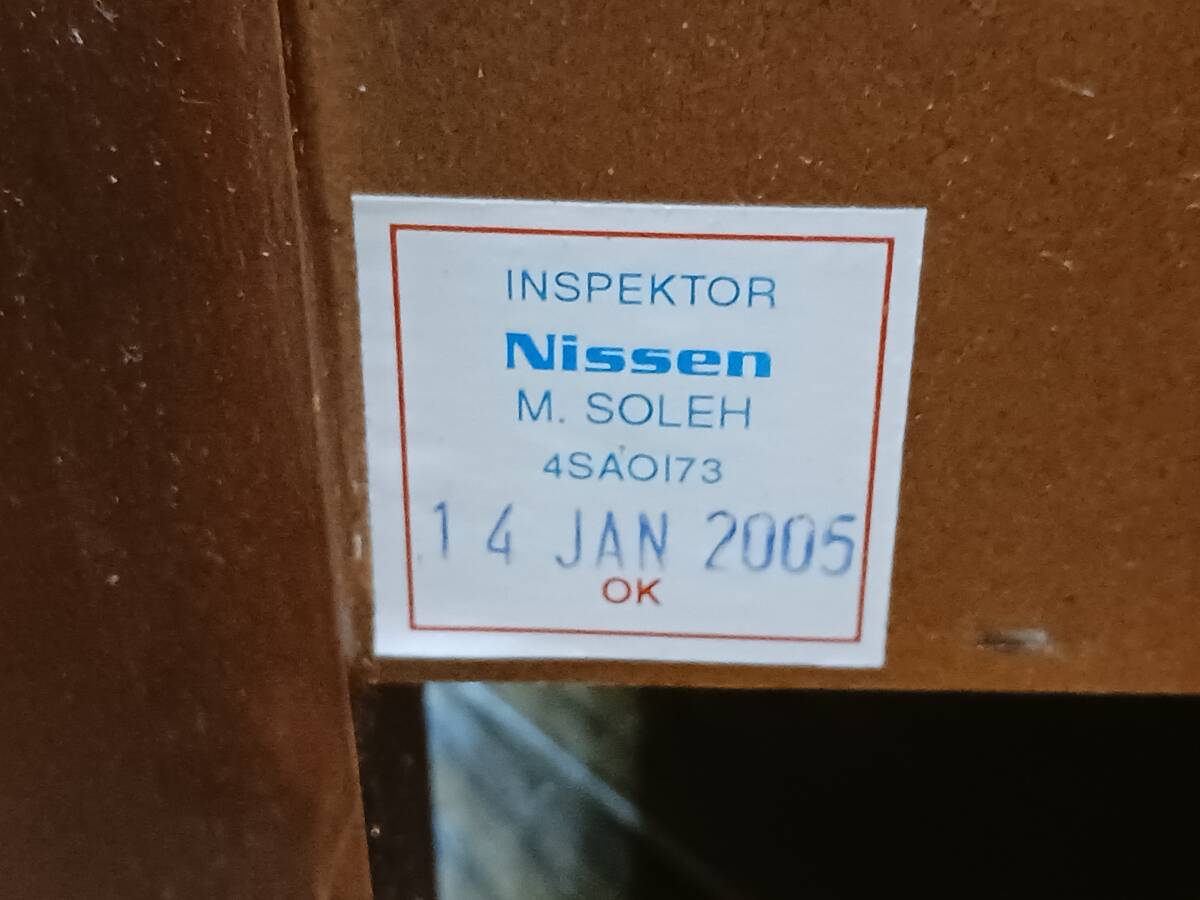 INSPEKTOR
Nissen
M. SOLEH
4SA0173
14 JAN 2005
OK